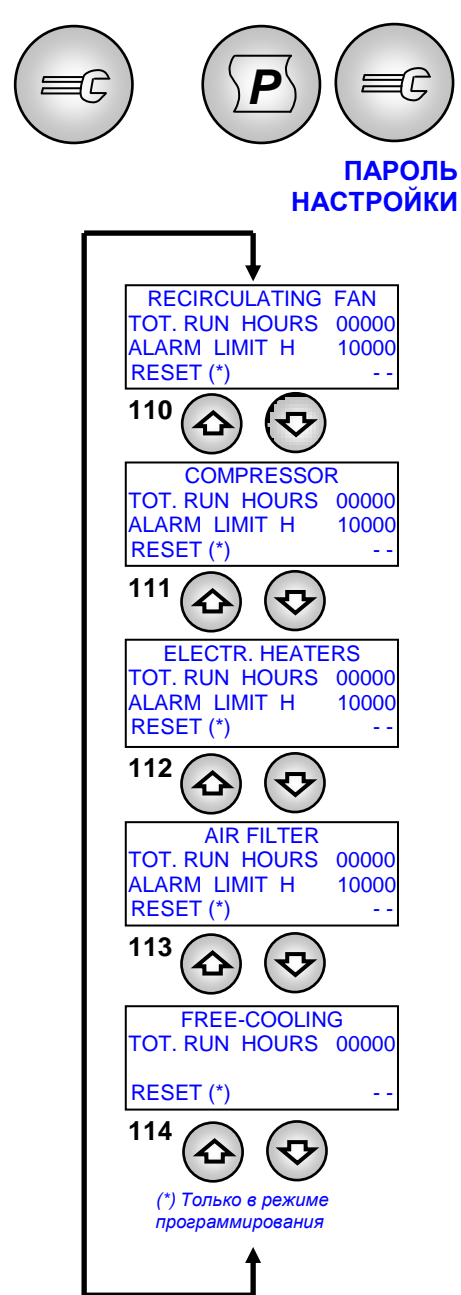 P
ПАРОЛЬ
НАСТРОЙКИ
RECIRCULATING FAN
TOT. RUN HOURS 00000
ALARM LIMIT H 10000
RESET (*) - -
110
COMPRESSOR
TOT. RUN HOURS 00000
ALARM LIMIT H 10000
RESET (*) - -
111
ELECTR. HEATERS
TOT. RUN HOURS 00000
ALARM LIMIT H 10000
RESET (*) - -
112
AIR FILTER
TOT. RUN HOURS 00000
ALARM LIMIT H 10000
RESET (*) - -
113
FREE-COOLING
TOT. RUN HOURS 00000
RESET (*) - -
114
(*) Только в режиме
программирования